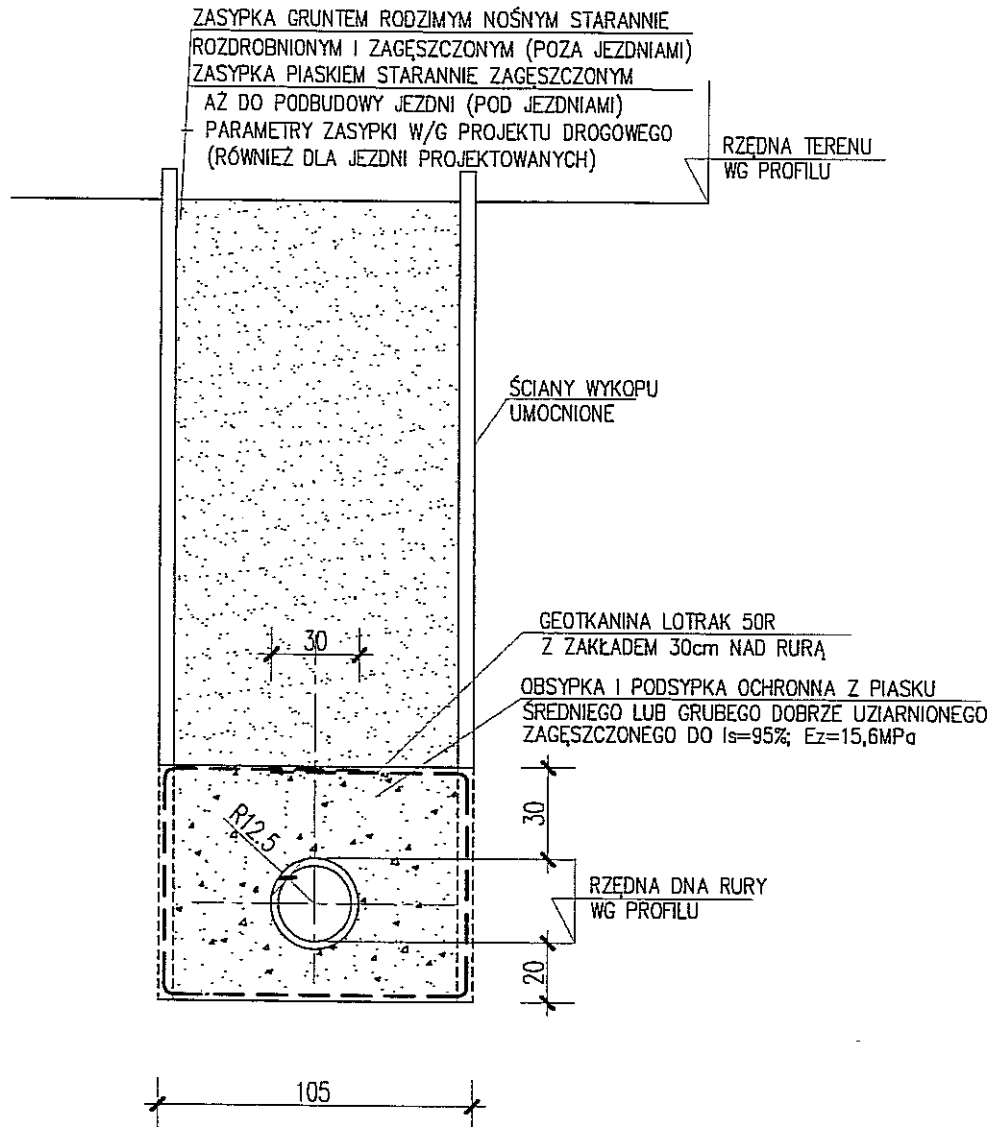 ZASYPKA GRUNTEM RODZIMYM NOŚNYM STARANNIE
ROZDROBNIONYM I ZAGĘSZCZONYM (POZA JEZDNIAMI)
ZASYPKA PIASKIEM STARANNIE ZAGĘSZCZONYM
AŻ DO PODBUDOWY JEZDNI (POD JEZDNIAMI)
PARAMETRY ZASYPKI W/G PROJEKTU DROGOWEGO
(RÓWNIEŻ DLA JEZDNI PROJEKTOWANYCH)
RZĘDNA TERENU
WG PROFILU
ŚCIANY WYKOPU
UMOCNIONE
GEOTKANINA LOTRAK 50R
Z ZAKŁADEM 30cm NAD RURĄ
30
OBSYPKA I PODSYPKA OCHRONNA Z PIASKU
ŚREDNIEGO LUB GRUBEGO DOBRZE UZIARNIONEGO
ZAGĘSZCZONEGO DO Is=95%; Ez=15,6MPa
30
R12.5
RZĘDNA DNA RURY
WG PROFILU
20
105